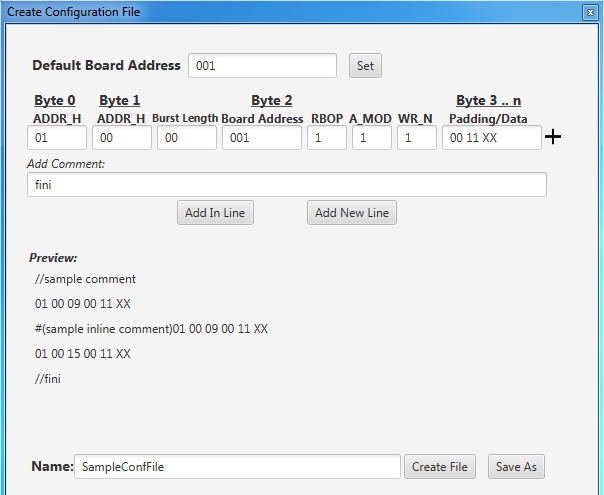 Create Configuration File
Default Board Address 001 Set
Byte 0 Byte 1 Byte 2 Byte 3 .. n
ADDR_H ADDR_H Burst Length Board Address RBOP A_MOD WR_N Padding/Data
01 00 00 001 1 1 1 00 11 XX +
Add Comment:
fini
Add In Line Add New Line
Preview:
//sample comment
01 00 09 00 11 XX
#(sample inline comment)01 00 09 00 11 XX
01 00 15 00 11 XX
//fini
Name: SampleConfFile Create File Save As